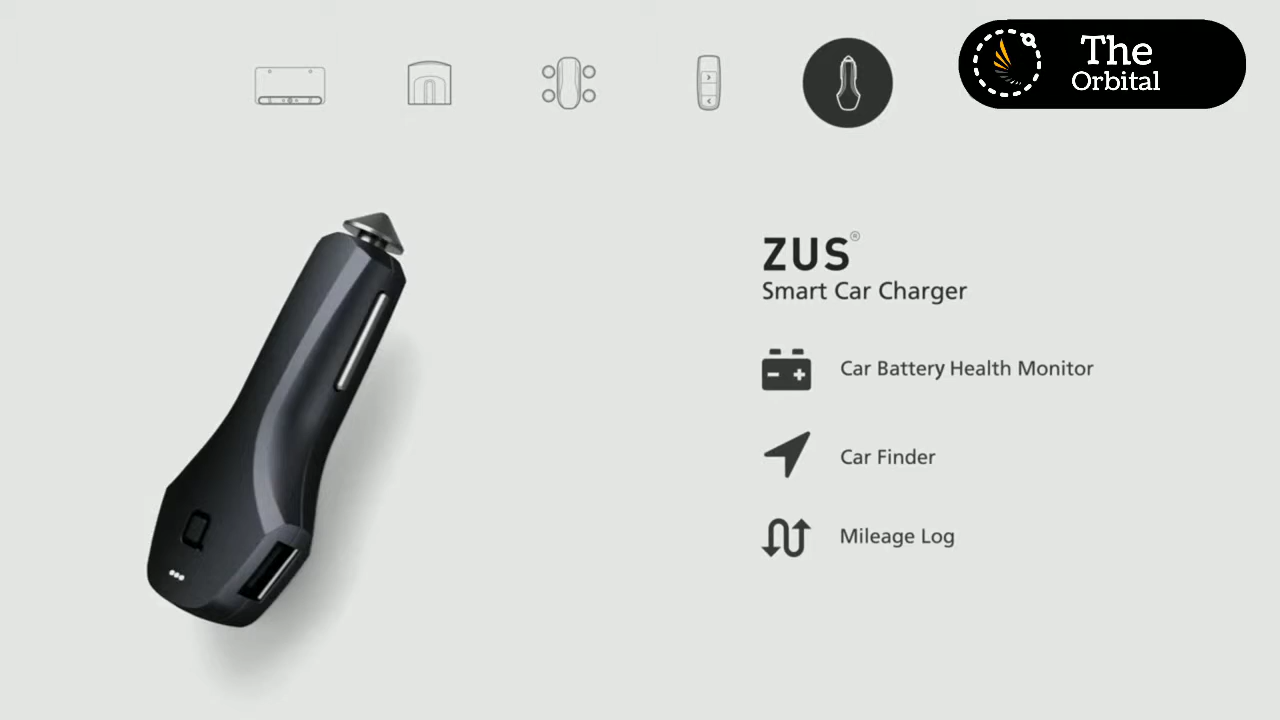 The
Orbital
ZUS®
Smart Car Charger
Car Battery Health Monitor
Car Finder
Mileage Log